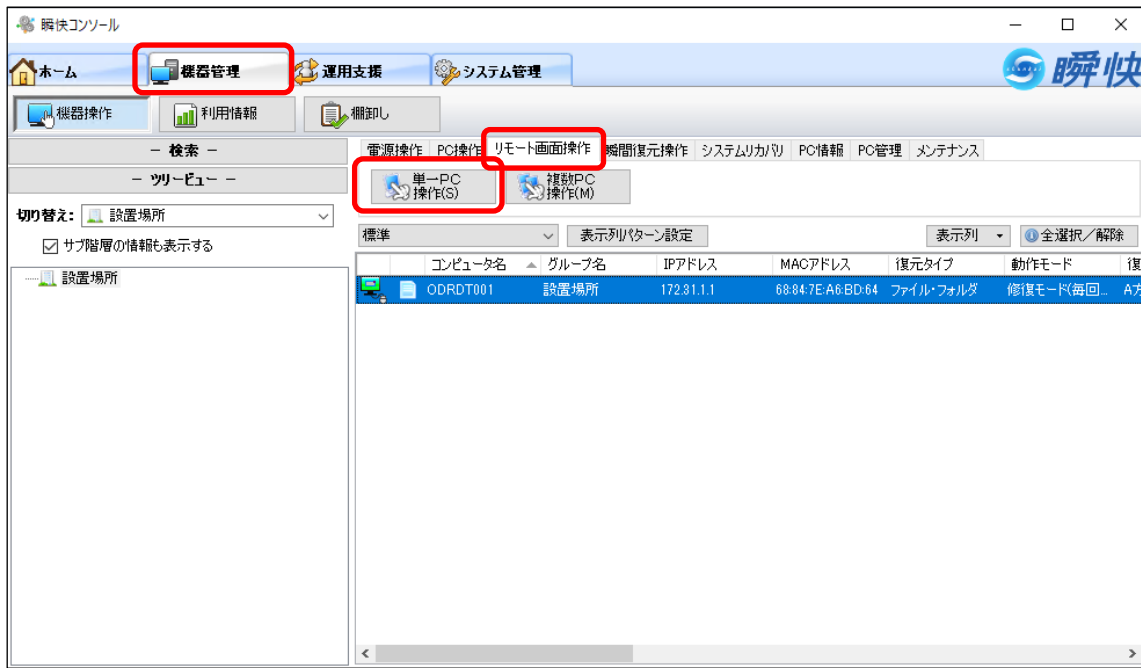 瞬快コンソール
ホーム 機器管理 運用支援 システム管理 瞬快
機器操作 利用情報 棚卸し
－ 検索 －
－ ツリービュー －
切り替え: 設置場所
サブ階層の情報も表示する
設置場所
電源操作 PC操作 リモート画面操作 瞬間復元操作 システムリカバリ PC情報 PC管理 メンテナンス
単一PC
操作(S)
複数PC
操作(M)
標準 表示列パターン設定 表示列 全選択／解除
コンピュータ名 グループ名 IPアドレス MACアドレス 復元タイプ 動作モード 復
ODRDT001 設置場所 172.31.1.1 68:84:7E:A6:BD:64 ファイル・フォルダ 修復モード(毎回... A方